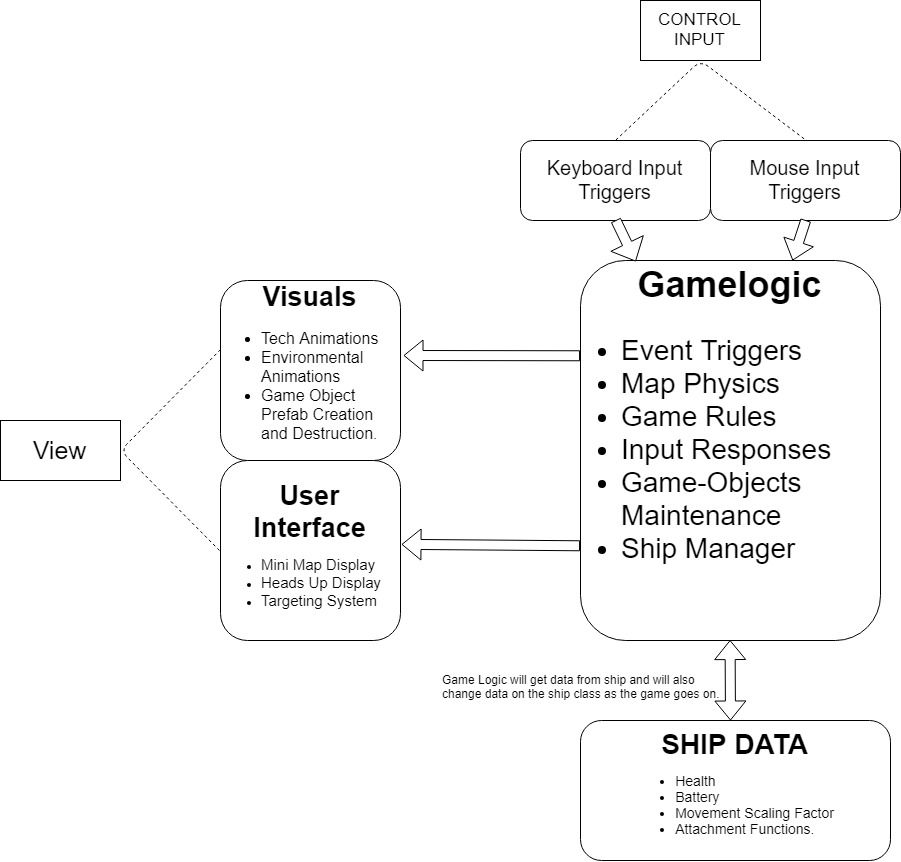 CONTROL
INPUT
Keyboard Input
Triggers
Mouse Input
Triggers
Gamelogic
• Event Triggers
• Map Physics
• Game Rules
• Input Responses
• Game-Objects
Maintenance
• Ship Manager
Visuals
• Tech Animations
• Environmental
Animations
• Game Object
Prefab Creation
and Destruction.
View
User
Interface
• Mini Map Display
• Heads Up Display
• Targeting System
Game Logic will get data from ship and will also
change data on the ship class as the game goes on.
SHIP DATA
• Health
• Battery
• Movement Scaling Factor
• Attachment Functions.